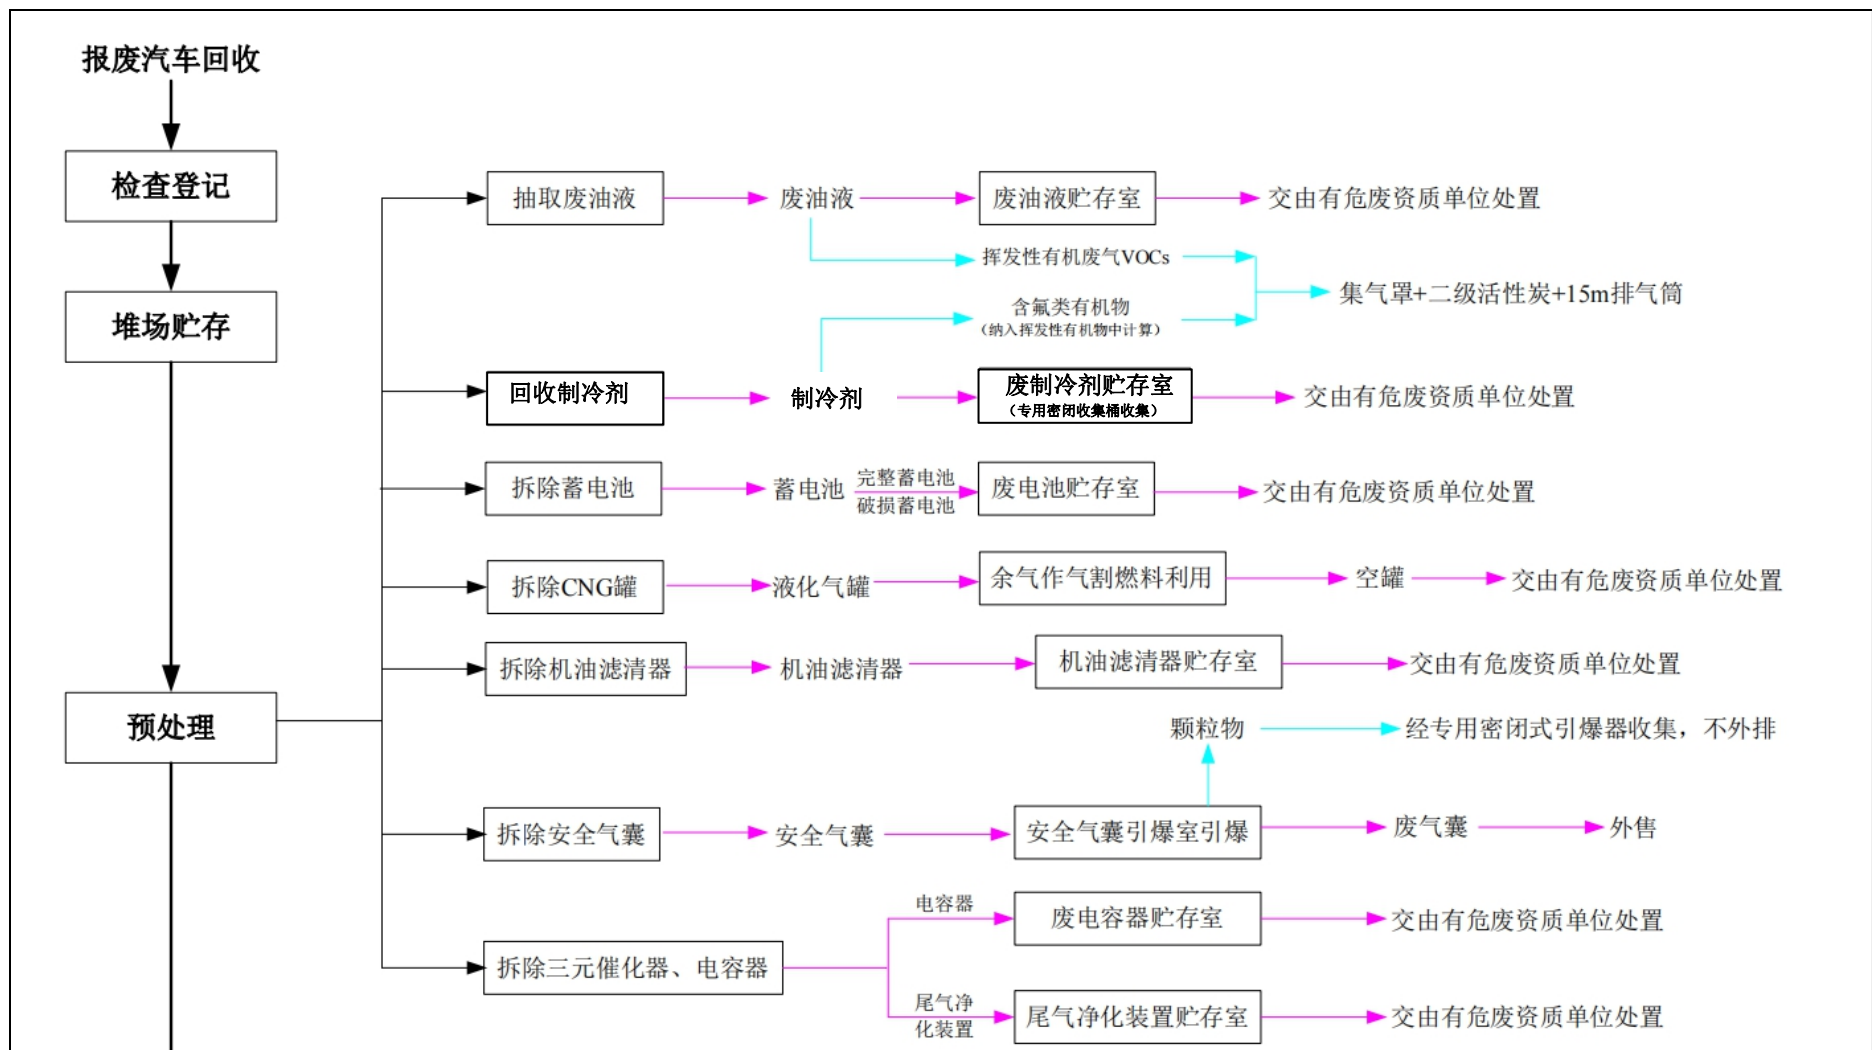 报废汽车回收
检查登记
堆场贮存
预处理
抽取废油液
废油液
废油液贮存室
交由有危废资质单位处置
挥发性有机废气VOCs
集气罩+二级活性炭+15m排气筒
含氟类有机物
（纳入挥发性有机物中计算）
回收制冷剂
制冷剂
废制冷剂贮存室
（专用密闭收集桶收集）
交由有危废资质单位处置
拆除蓄电池
蓄电池
完整蓄电池
破损蓄电池
废电池贮存室
交由有危废资质单位处置
拆除CNG罐
液化气罐
余气作气割燃料利用
空罐
交由有危废资质单位处置
拆除机油滤清器
机油滤清器
机油滤清器贮存室
交由有危废资质单位处置
颗粒物
经专用密闭式引爆器收集，不外排
拆除安全气囊
安全气囊
安全气囊引爆室引爆
废气囊
外售
拆除三元催化器、电容器
电容器
废电容器贮存室
交由有危废资质单位处置
尾气净
化装置
尾气净化装置贮存室
交由有危废资质单位处置